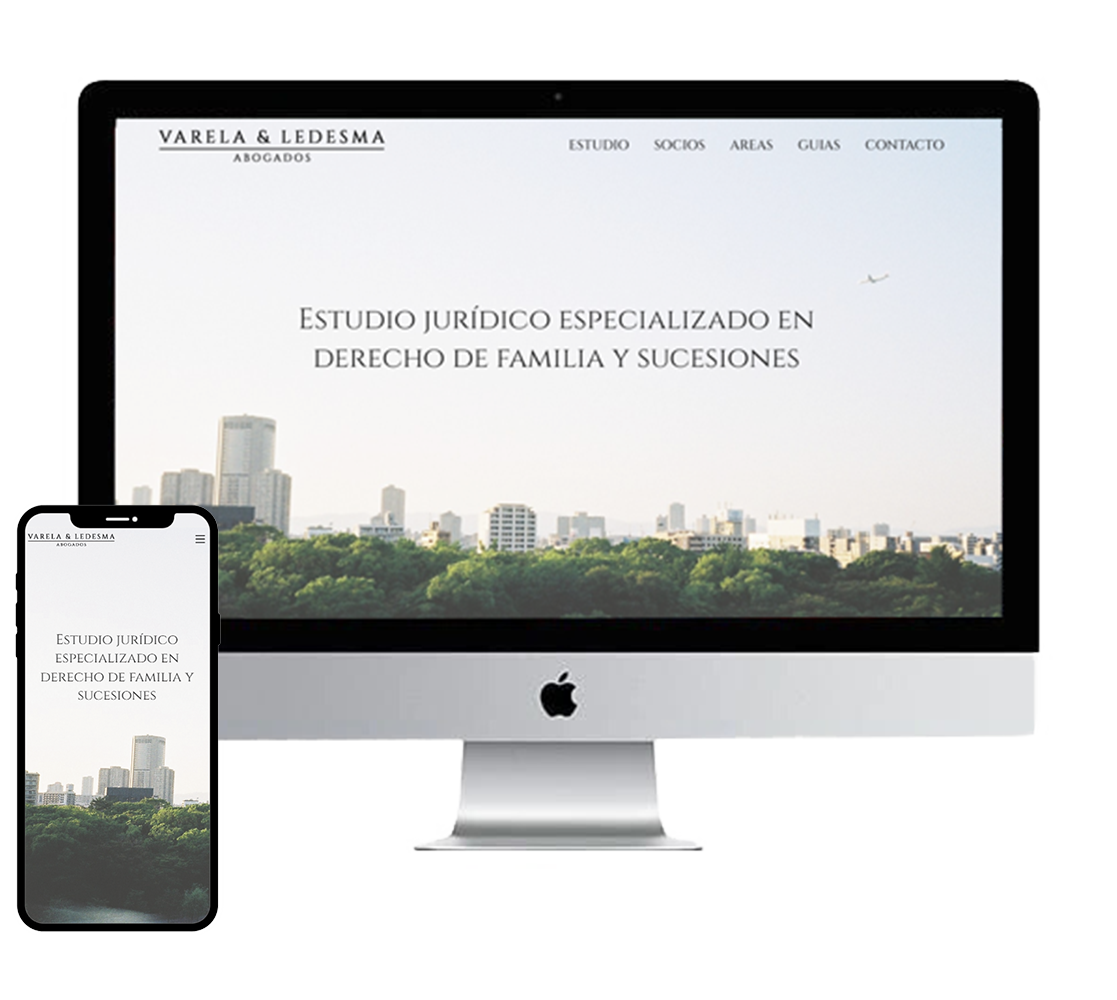 VARELA & LEDESMA
ABOGADOS
ESTUDIO SOCIOS AREAS GUIAS CONTACTO
Estudio jurídico especializado en
derecho de familia y sucesiones
VARELA & LEDESMA
ABOGADOS
Estudio jurídico
especializado en
derecho de familia y
sucesiones